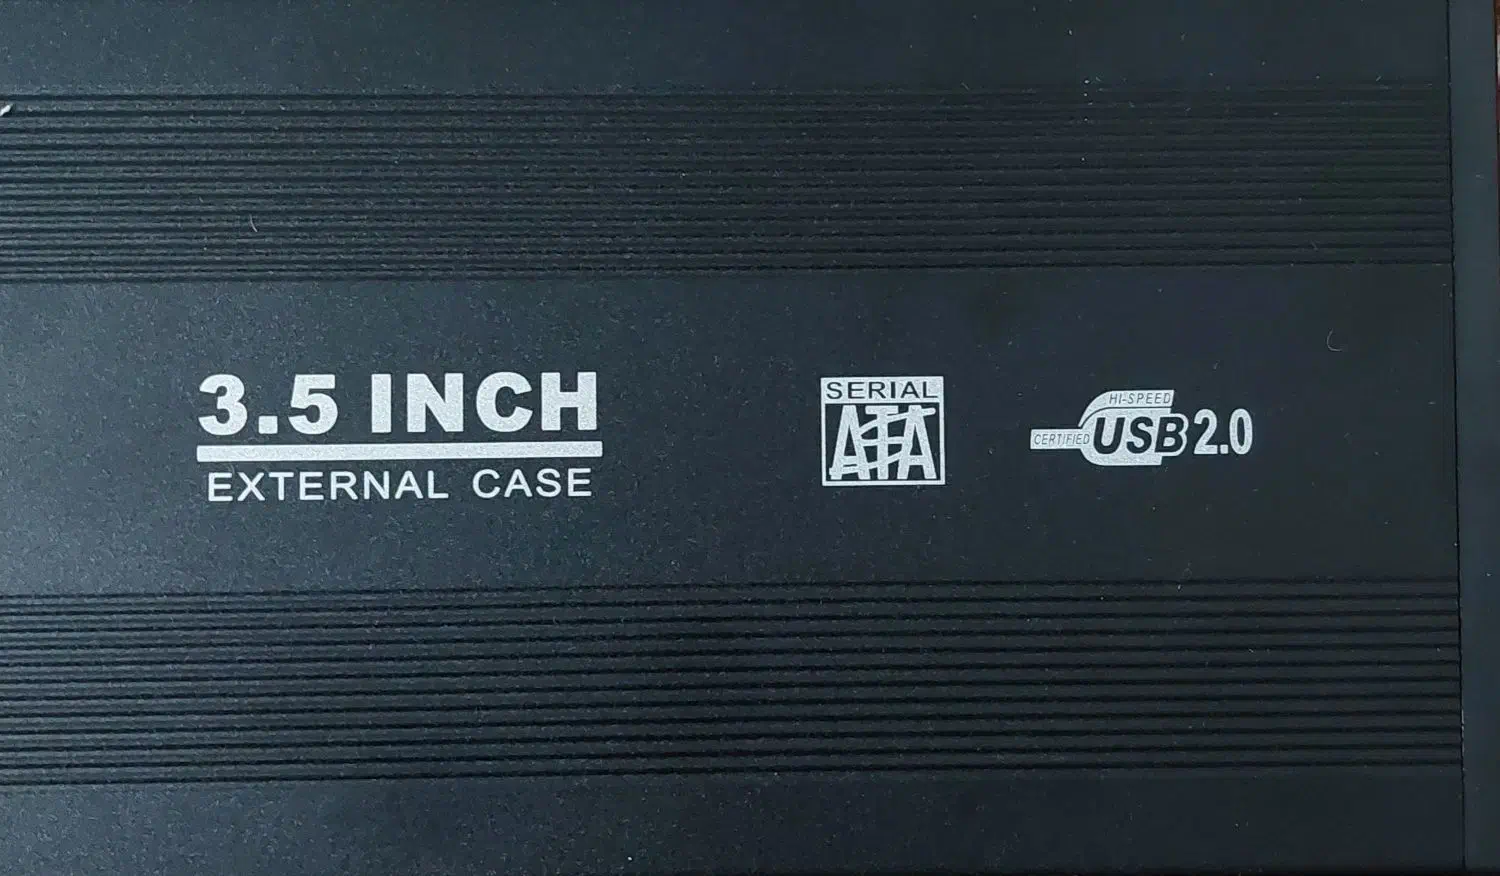 3.5 INCH
EXTERNAL CASE
SERIAL
ATA
HI-SPEED
CERTIFIED
USB 2.0